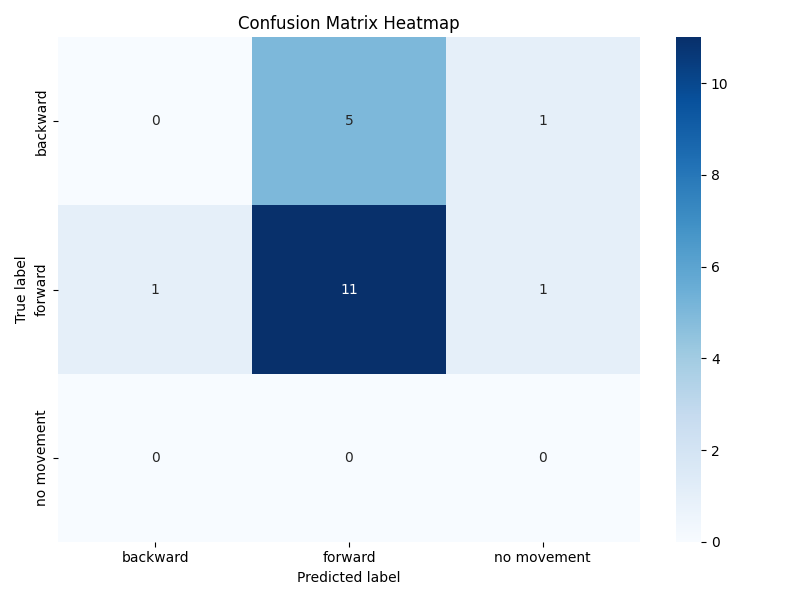 Confusion Matrix Heatmap
True label
backward
0
5
1
forward
1
11
1
no movement
0
0
0
backward
forward
no movement
Predicted label
10
8
6
4
2
0